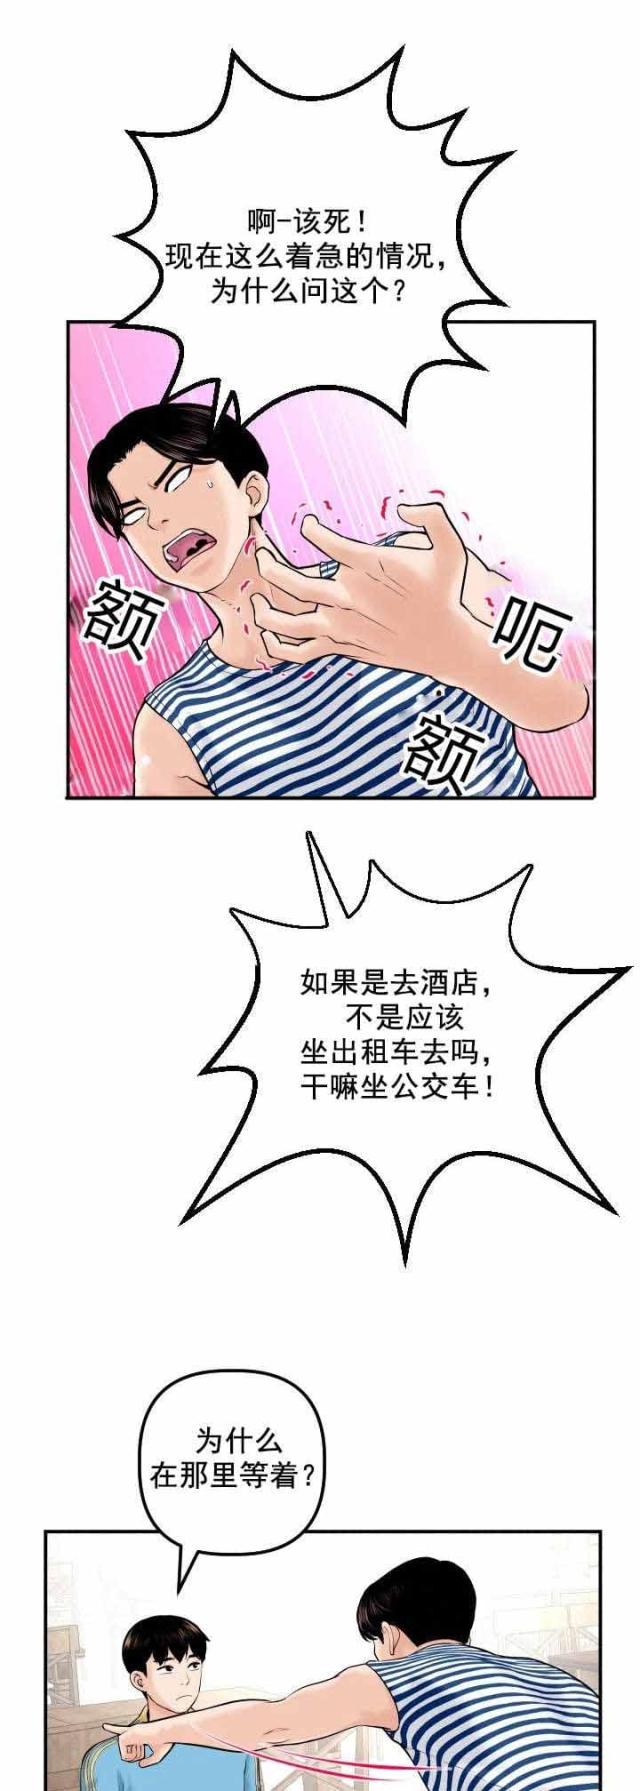 啊-该死！
现在这么着急的情况，
为什么问这个？
额
呃
额
如果是去酒店，
不是应该
坐出租车去吗，
干嘛坐公交车！
为什么
在那里等着？